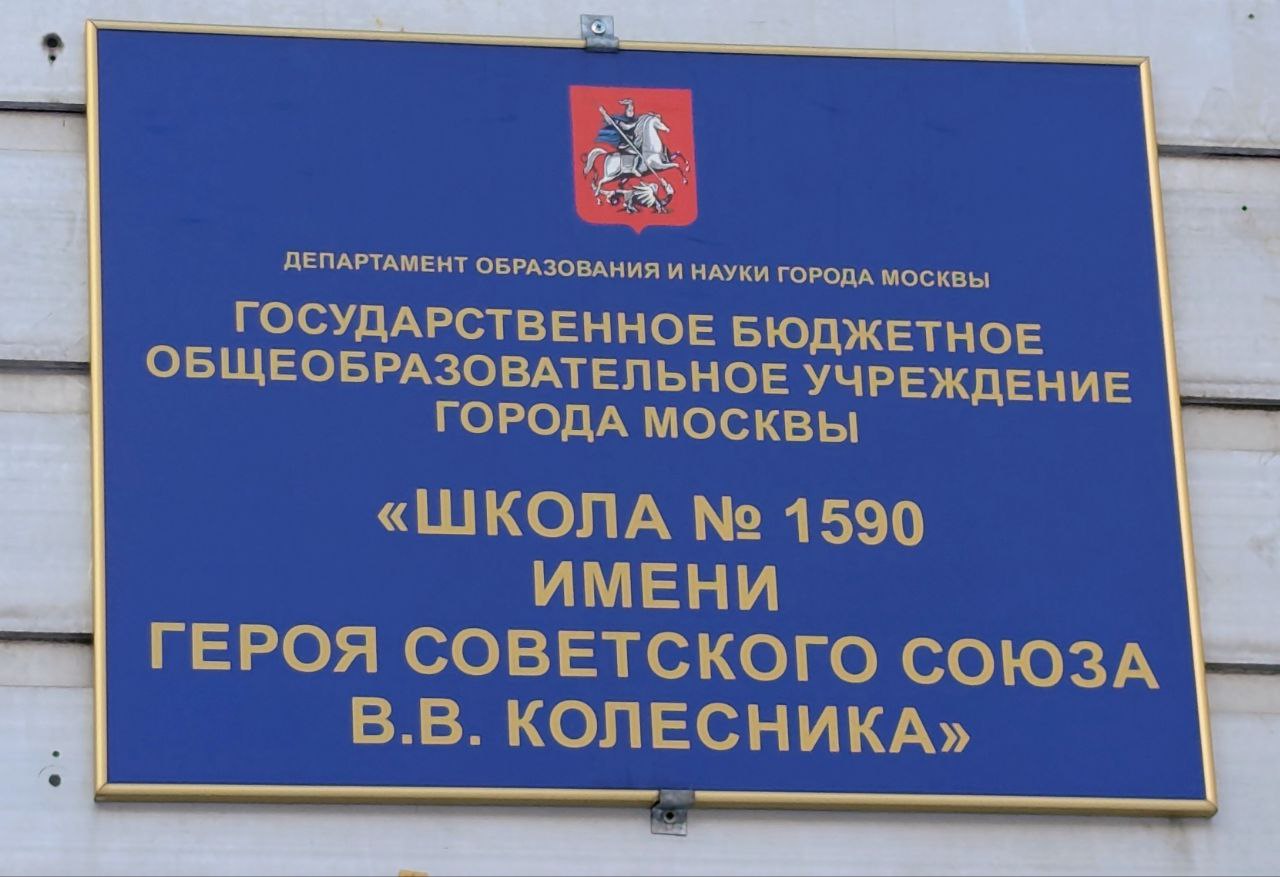 ДЕПАРТАМЕНТ ОБРАЗОВАНИЯ И НАУКИ ГОРОДА МОСКВЫ
ГОСУДАРСТВЕННОЕ БЮДЖЕТНОЕ
ОБЩЕОБРАЗОВАТЕЛЬНОЕ УЧРЕЖДЕНИЕ
ГОРОДА МОСКВЫ
«ШКОЛА № 1590
ИМЕНИ
ГЕРОЯ СОВЕТСКОГО СОЮЗА
В.В. КОЛЕСНИКА»